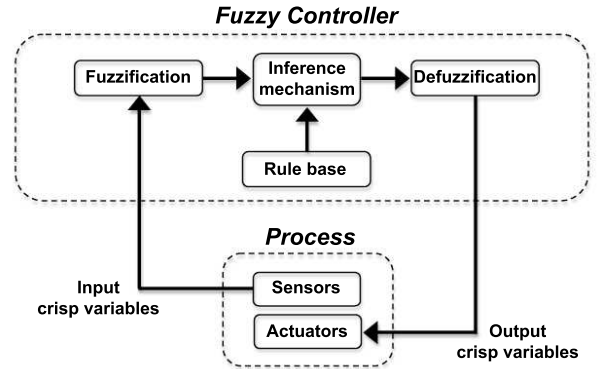 Fuzzy Controller
Fuzzification
Inference
mechanism
Defuzzification
Rule base
Process
Sensors
Actuators
Input
crisp variables
Output
crisp variables